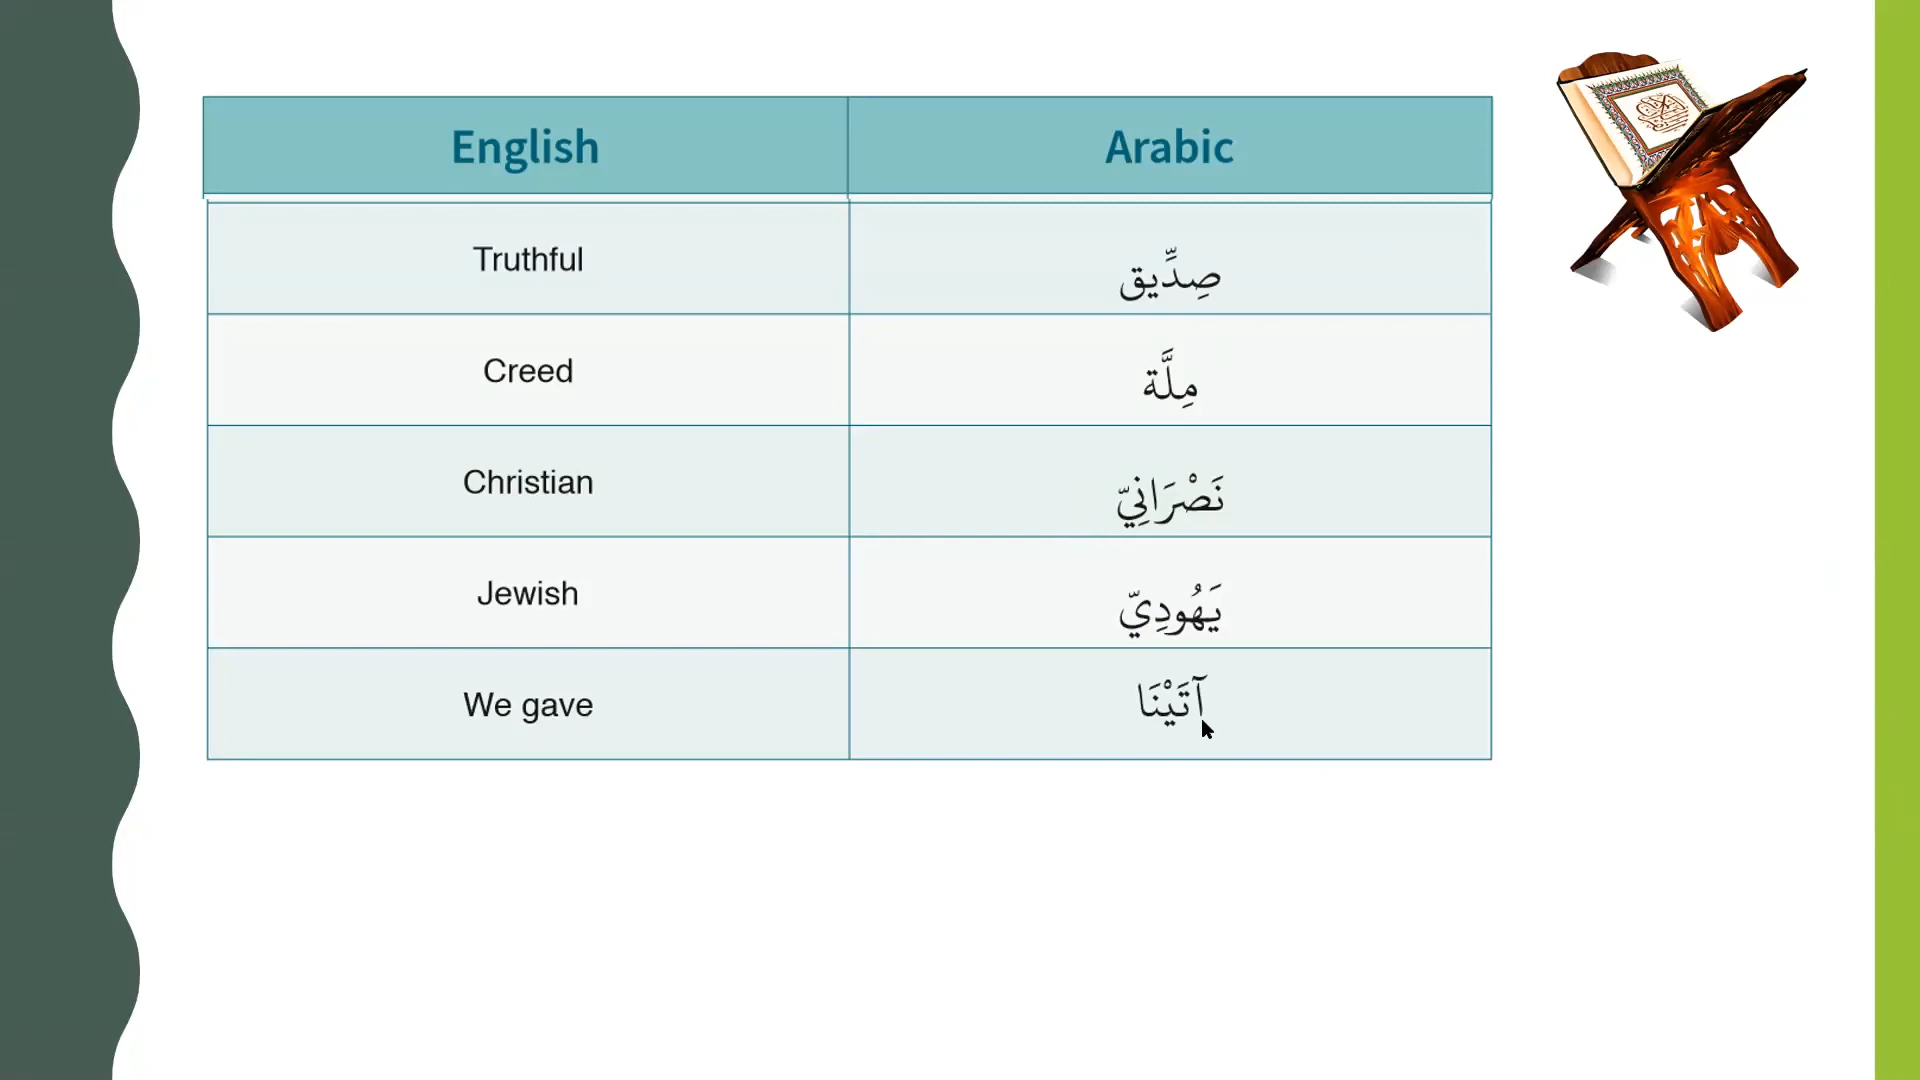 English Arabic
Truthful صِدِّيق
Creed مِلَّة
Christian نَصْرَانِيّ
Jewish يَهُودِيّ
We gave آتَيْنَا